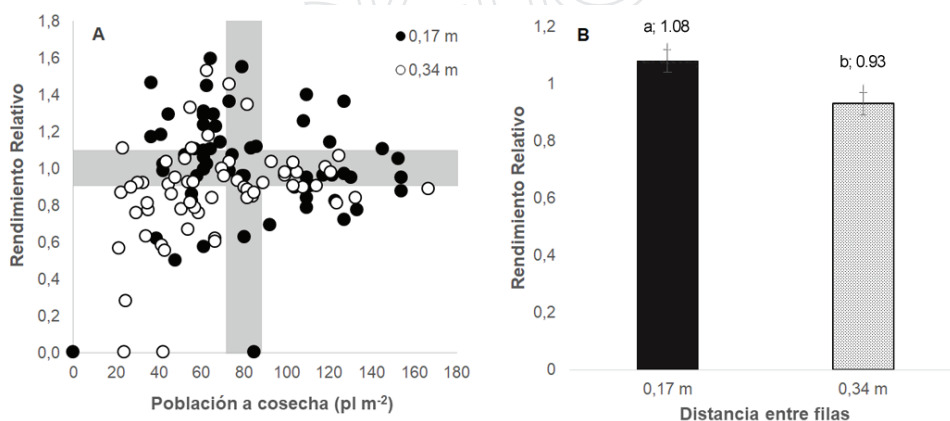 A
0,17 m
0,34 m
Rendimiento Relativo
1,8
1,6
1,4
1,2
1,0
0,8
0,6
0,4
0,2
0,0
0 20 40 60 80 100 120 140 160 180
Población a cosecha (pl m-2)
B
a; 1.08
b; 0.93
Rendimiento Relativo
1,2
1
0,8
0,6
0,4
0,2
0
0,17 m 0,34 m
Distancia entre filas